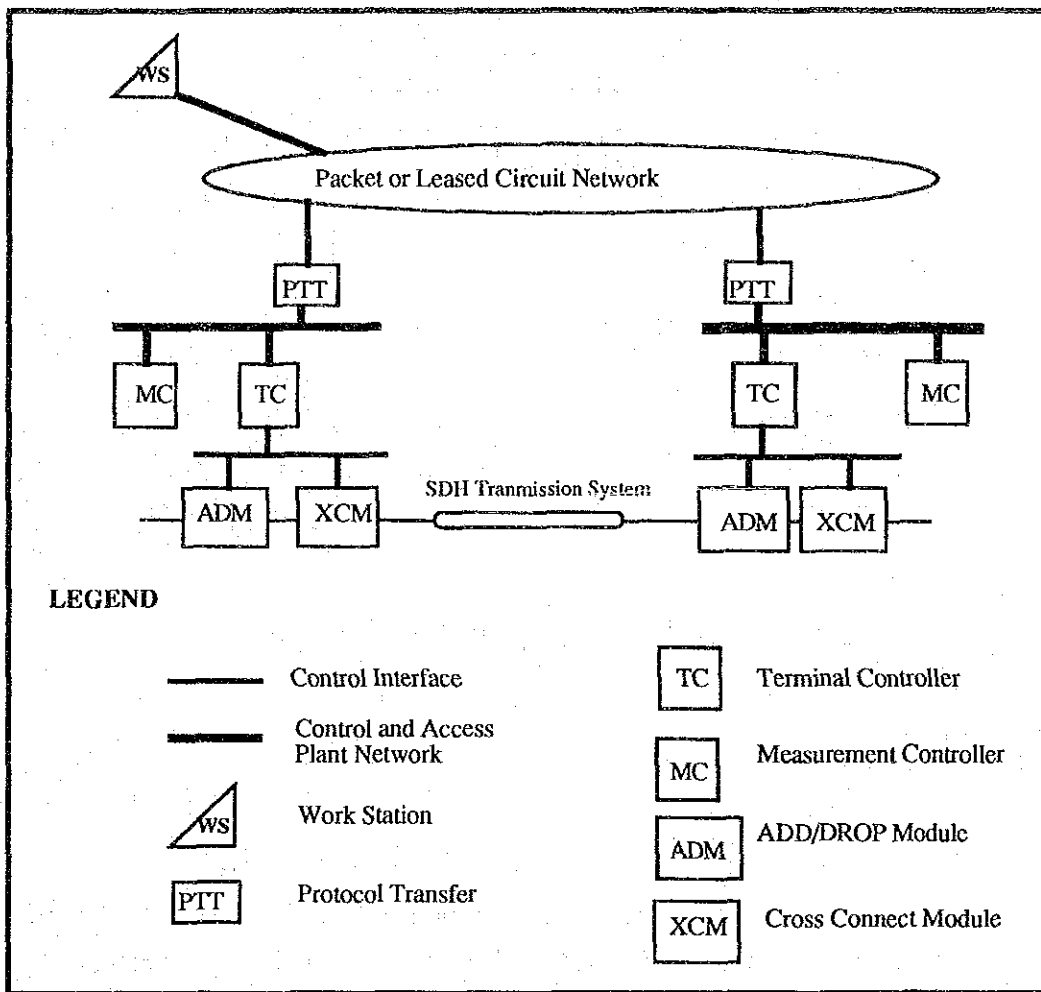 WS
Packet or Leased Circuit Network
PTT
PTT
MC
TC
TC
MC
SDH Tranmission System
ADM
XCM
ADM
XCM
LEGEND
Control Interface
Control and Access
Plant Network
WS
Work Station
PTT
Protocol Transfer
TC
Terminal Controller
MC
Measurement Controller
ADM
ADD/DROP Module
XCM
Cross Connect Module